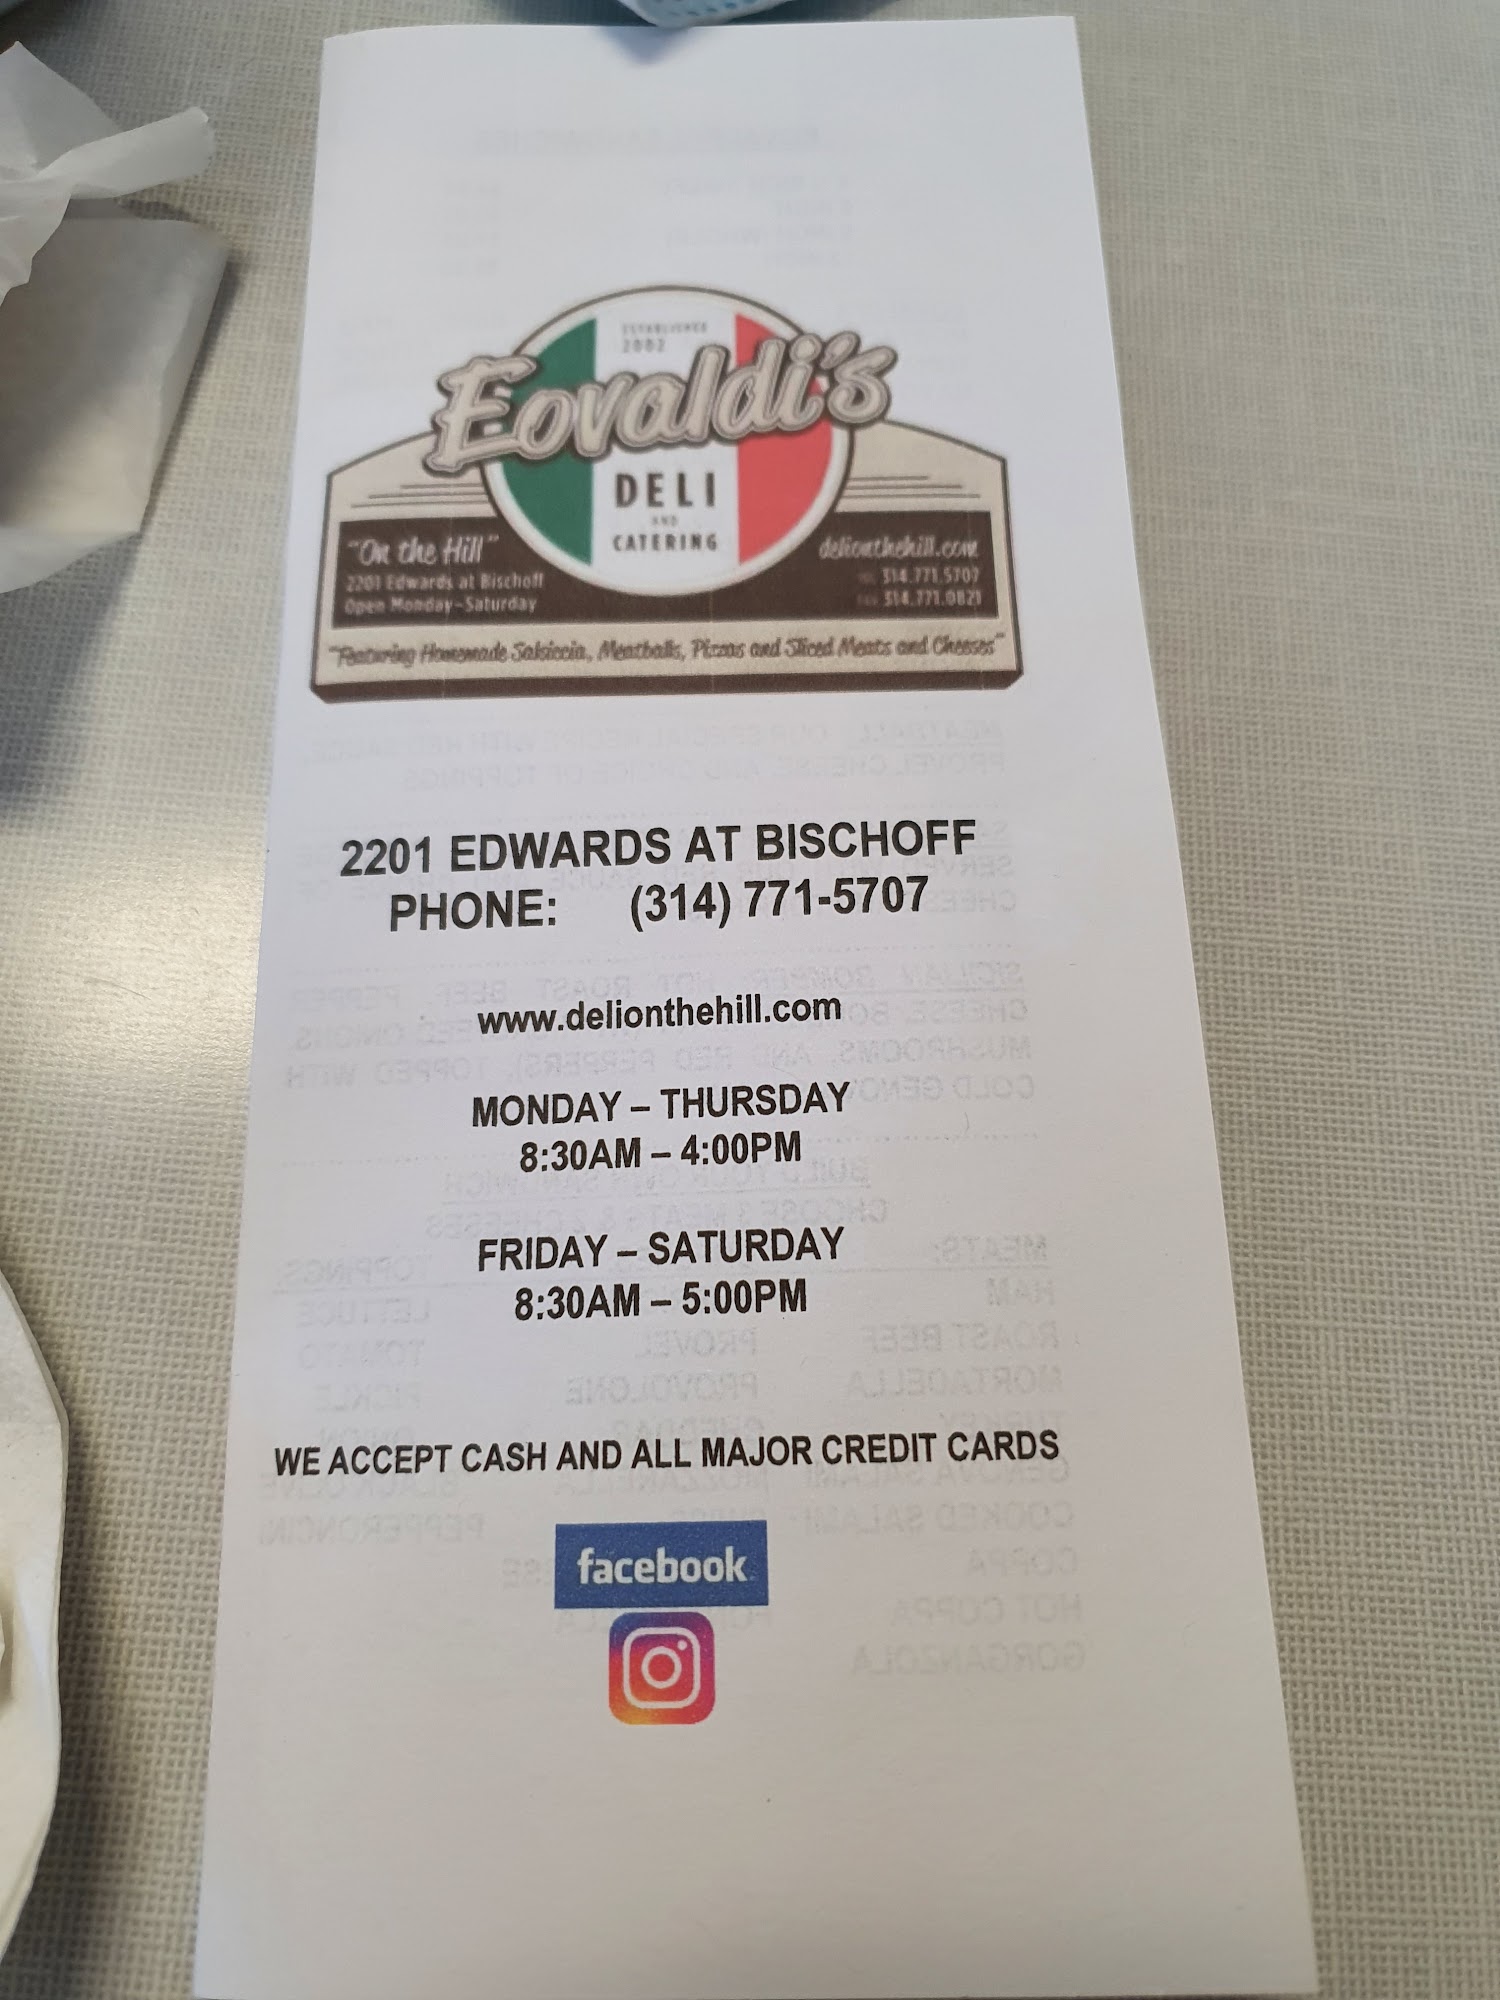 ESTABLISHED
2002
Eovaldi's
DELI
AND
CATERING
"On the Hill"
2201 Edwards at Bischoff
Open Monday-Saturday
delionthehill.com
314.771.5707
314.771.0821
"Featuring Homemade Salsiccia, Meatballs, Pizzas and Sliced Meats and Cheeses"
2201 EDWARDS AT BISCHOFF
PHONE: (314) 771-5707
www.delionthehill.com
MONDAY – THURSDAY
8:30AM – 4:00PM
FRIDAY – SATURDAY
8:30AM – 5:00PM
WE ACCEPT CASH AND ALL MAJOR CREDIT CARDS
facebook